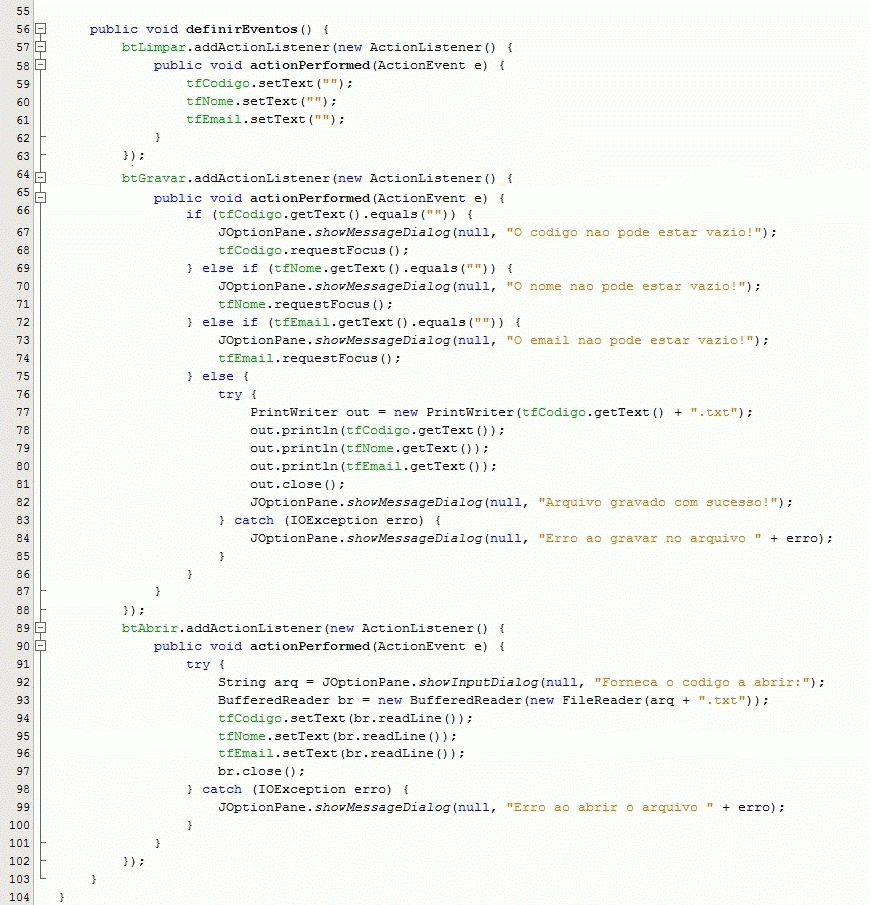 55
56 public void definirEventos() {
57 btLimpar.addActionListener(new ActionListener() {
58 public void actionPerformed(ActionEvent e) {
59 tfCodigo.setText("");
60 tfNome.setText("");
61 tfEmail.setText("");
62 }
63 });
64 btGravar.addActionListener(new ActionListener() {
65 public void actionPerformed(ActionEvent e) {
66 if (tfCodigo.getText().equals("")) {
67 JOptionPane.showMessageDialog(null, "O codigo nao pode estar vazio!");
68 tfCodigo.requestFocus();
69 } else if (tfNome.getText().equals("")) {
70 JOptionPane.showMessageDialog(null, "O nome nao pode estar vazio!");
71 tfNome.requestFocus();
72 } else if (tfEmail.getText().equals("")) {
73 JOptionPane.showMessageDialog(null, "O email nao pode estar vazio!");
74 tfEmail.requestFocus();
75 } else {
76 try {
77 PrintWriter out = new PrintWriter(tfCodigo.getText() + ".txt");
78 out.println(tfCodigo.getText());
79 out.println(tfNome.getText());
80 out.println(tfEmail.getText());
81 out.close();
82 JOptionPane.showMessageDialog(null, "Arquivo gravado com sucesso!");
83 } catch (IOException erro) {
84 JOptionPane.showMessageDialog(null, "Erro ao gravar no arquivo " + erro);
85 }
86 }
87 }
88 });
89 btAbrir.addActionListener(new ActionListener() {
90 public void actionPerformed(ActionEvent e) {
91 try {
92 String arq = JOptionPane.showInputDialog(null, "Forneca o codigo a abrir:");
93 BufferedReader br = new BufferedReader(new FileReader(arq + ".txt"));
94 tfCodigo.setText(br.readLine());
95 tfNome.setText(br.readLine());
96 tfEmail.setText(br.readLine());
97 br.close();
98 } catch (IOException erro) {
99 JOptionPane.showMessageDialog(null, "Erro ao abrir o arquivo " + erro);
100 }
101 }
102 });
103 }
104 }